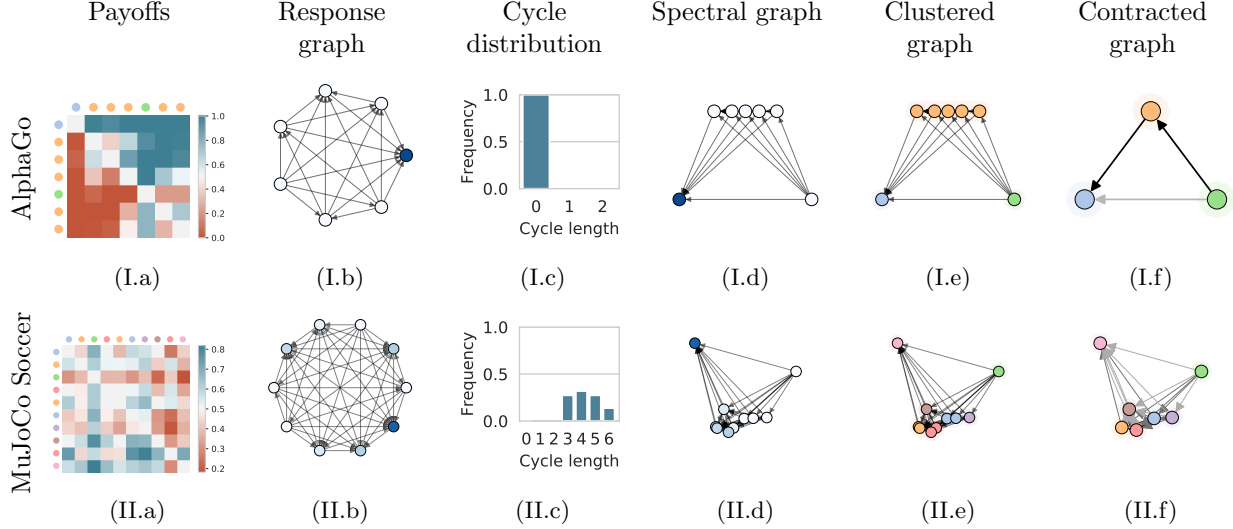 Payoffs
Response
graph
Cycle
distribution
Spectral graph
Clustered
graph
Contracted
graph
AlphaGo
1.0
0.8
0.6
0.4
0.2
0.0
Frequency
1.0
0.5
0.0
0 1 2
Cycle length
(I.a)
(I.b)
(I.c)
(I.d)
(I.e)
(I.f)
MuJoCo Soccer
0.8
0.7
0.6
0.5
0.4
0.3
0.2
Frequency
1.0
0.5
0.0
0 1 2 3 4 5 6
Cycle length
(II.a)
(II.b)
(II.c)
(II.d)
(II.e)
(II.f)